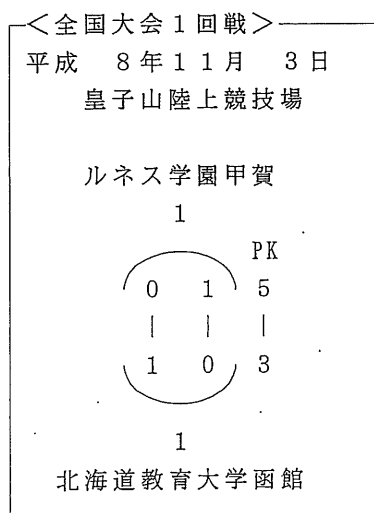 ＜全国大会１回戦＞
平成　８年１１月　３日
皇子山陸上競技場
ルネス学園甲賀
１
PK
０　１　５
｜　｜　｜
１　０　３
１
北海道教育大学函館